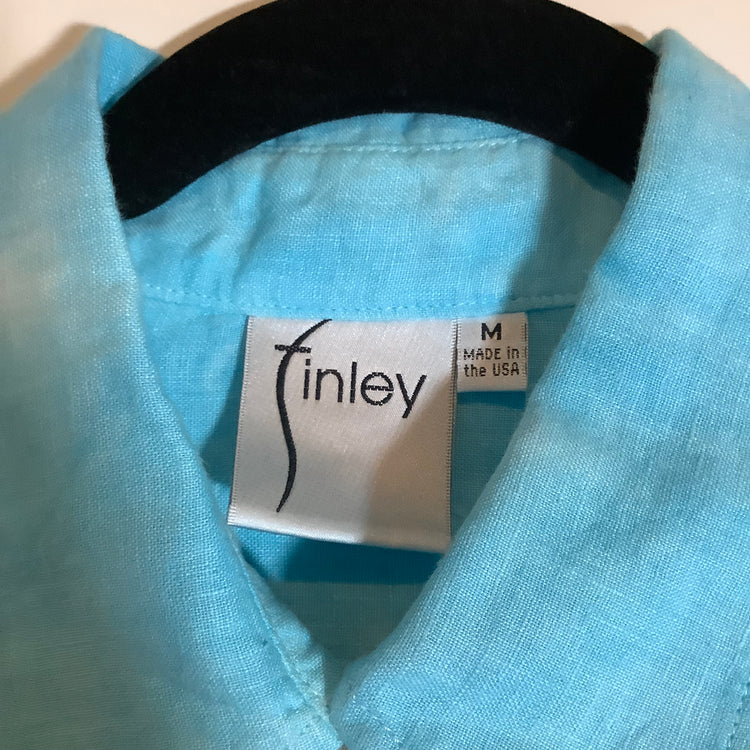 finley
M
MADE in
the USA